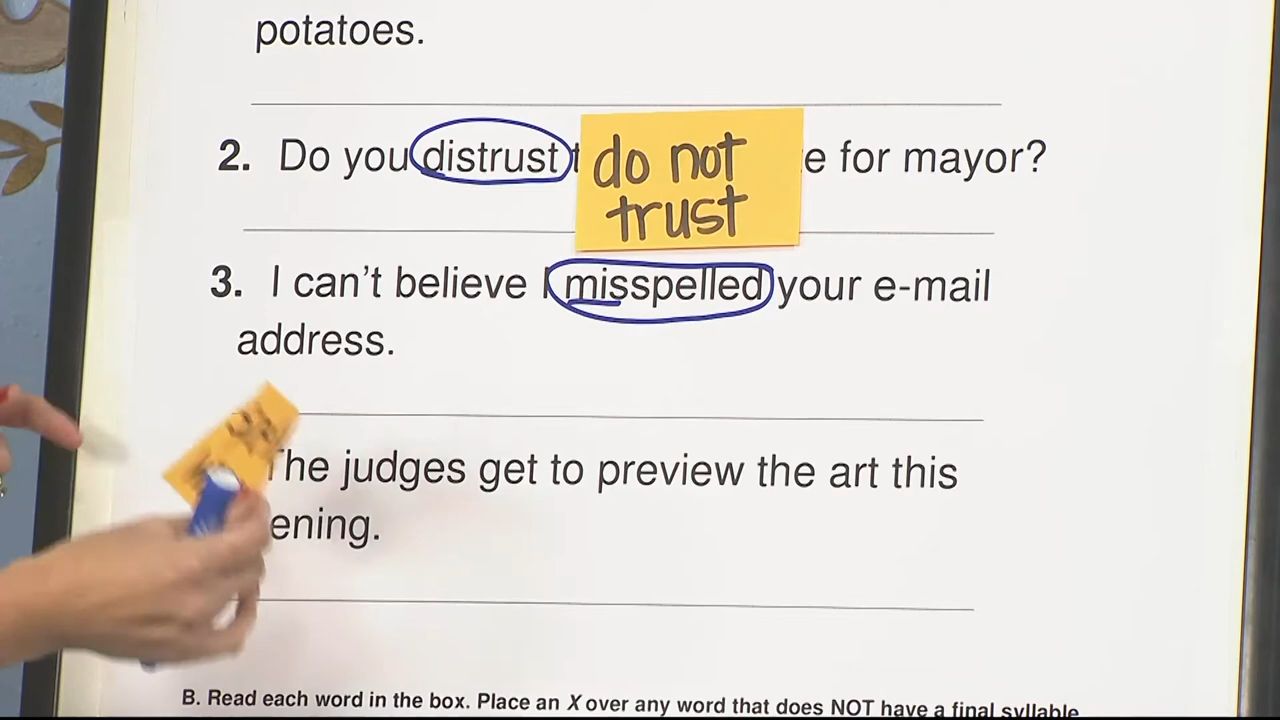 potatoes.
2. Do you distrust t e for mayor?
do not
trust
3. I can't believe I misspelled your e-mail
address.
The judges get to preview the art this
ening.
B. Read each word in the box. Place an X over any word that does NOT have a final syllable